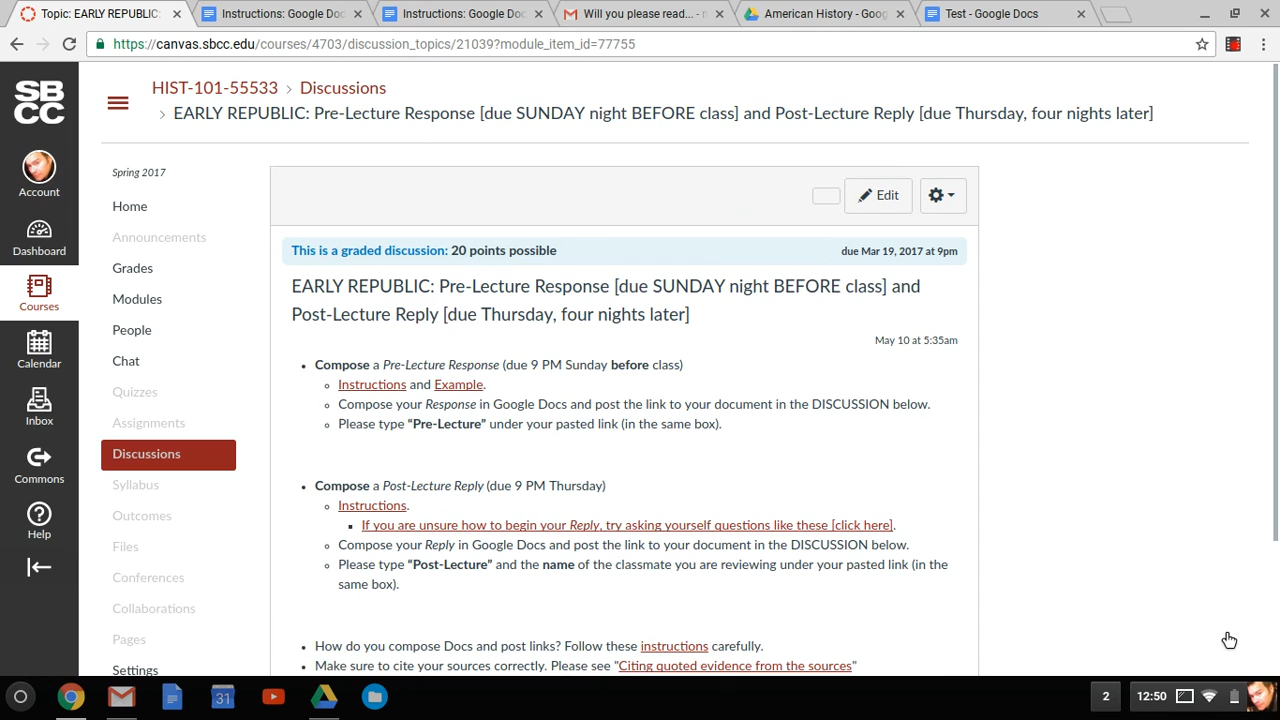 Topic: EARLY REPUBLIC:
Instructions: Google Do
Instructions: Google Do
Will you please read... - n
American History - Goog
Test - Google Docs
https://canvas.sbcc.edu/courses/4703/discussion_topics/21039?module_item_id=77755
SB
CC
HIST-101-55533 › Discussions
› EARLY REPUBLIC: Pre-Lecture Response [due SUNDAY night BEFORE class] and Post-Lecture Reply [due Thursday, four nights later]
Account
Dashboard
Courses
Calendar
Inbox
Commons
Help
Spring 2017
Home
Announcements
Grades
Modules
People
Chat
Quizzes
Assignments
Discussions
Syllabus
Outcomes
Files
Conferences
Collaborations
Pages
Settings
Edit
This is a graded discussion: 20 points possible
due Mar 19, 2017 at 9pm
EARLY REPUBLIC: Pre-Lecture Response [due SUNDAY night BEFORE class] and
Post-Lecture Reply [due Thursday, four nights later]
May 10 at 5:35am
• Compose a Pre-Lecture Response (due 9 PM Sunday before class)
◦ Instructions and Example.
◦ Compose your Response in Google Docs and post the link to your document in the DISCUSSION below.
◦ Please type “Pre-Lecture” under your pasted link (in the same box).
• Compose a Post-Lecture Reply (due 9 PM Thursday)
◦ Instructions.
▪ If you are unsure how to begin your Reply, try asking yourself questions like these [click here].
◦ Compose your Reply in Google Docs and post the link to your document in the DISCUSSION below.
◦ Please type “Post-Lecture” and the name of the classmate you are reviewing under your pasted link (in the
same box).
• How do you compose Docs and post links? Follow these instructions carefully.
• Make sure to cite your sources correctly. Please see "Citing quoted evidence from the sources"
31
2
12:50